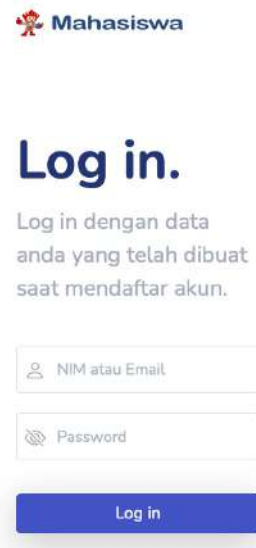 Mahasiswa
Log in.
Log in dengan data
anda yang telah dibuat
saat mendaftar akun.
NIM atau Email
Password
Log in